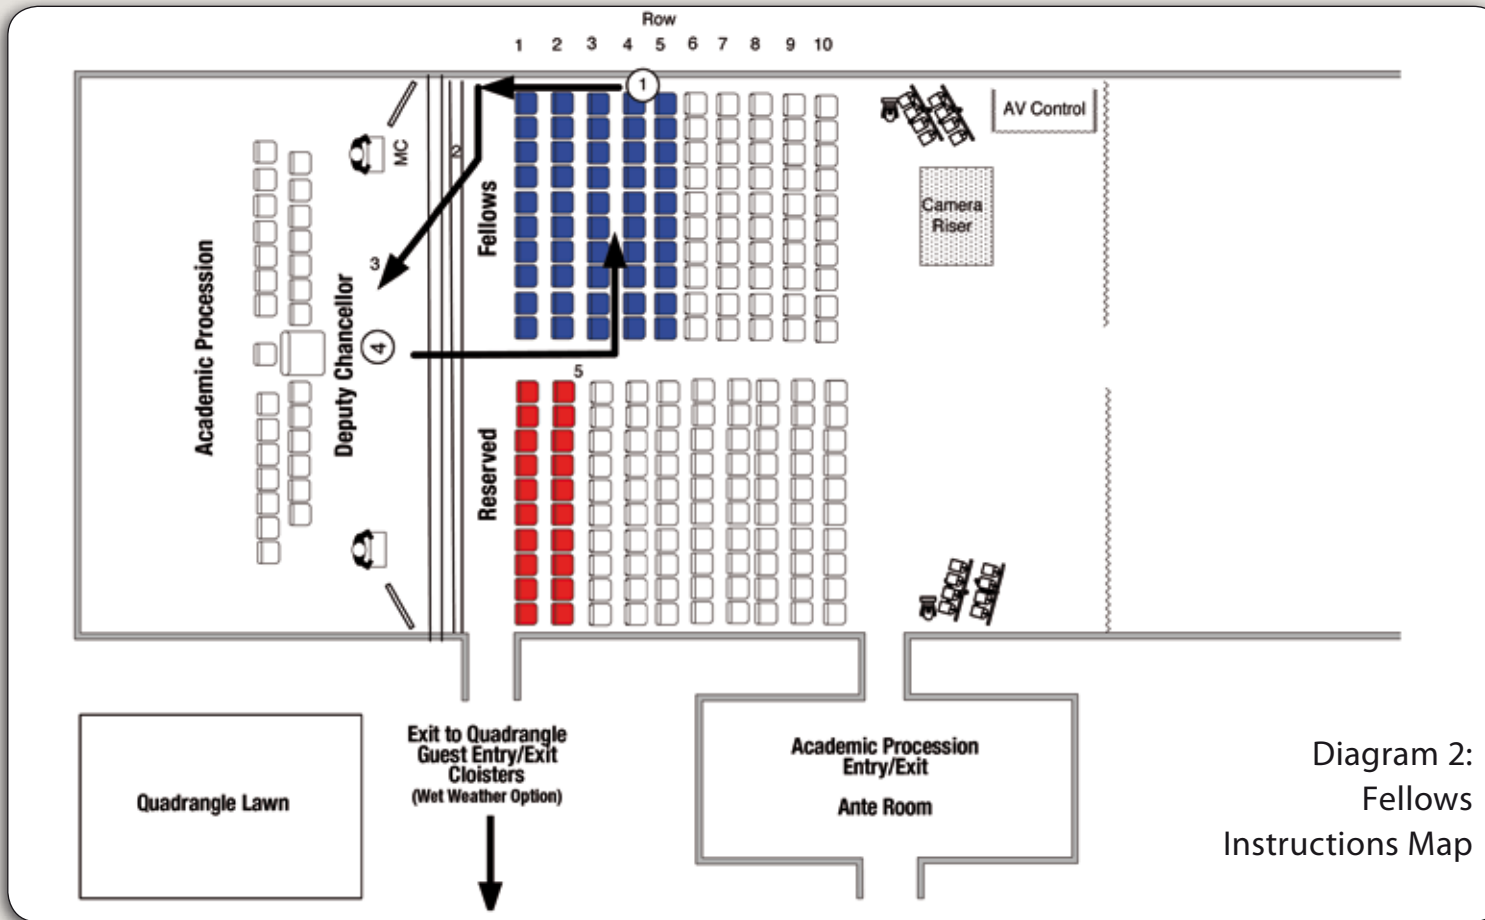 Row
1 2 3 4 5 6 7 8 9 10
1
AV Control
MC
2
Camera
Riser
Fellows
3
Academic Procession
Deputy Chancellor
4
5
Reserved
Exit to Quadrangle
Guest Entry/Exit
Cloisters
(Wet Weather Option)
Quadrangle Lawn
Academic Procession
Entry/Exit
Ante Room
Diagram 2:
Fellows
Instructions Map